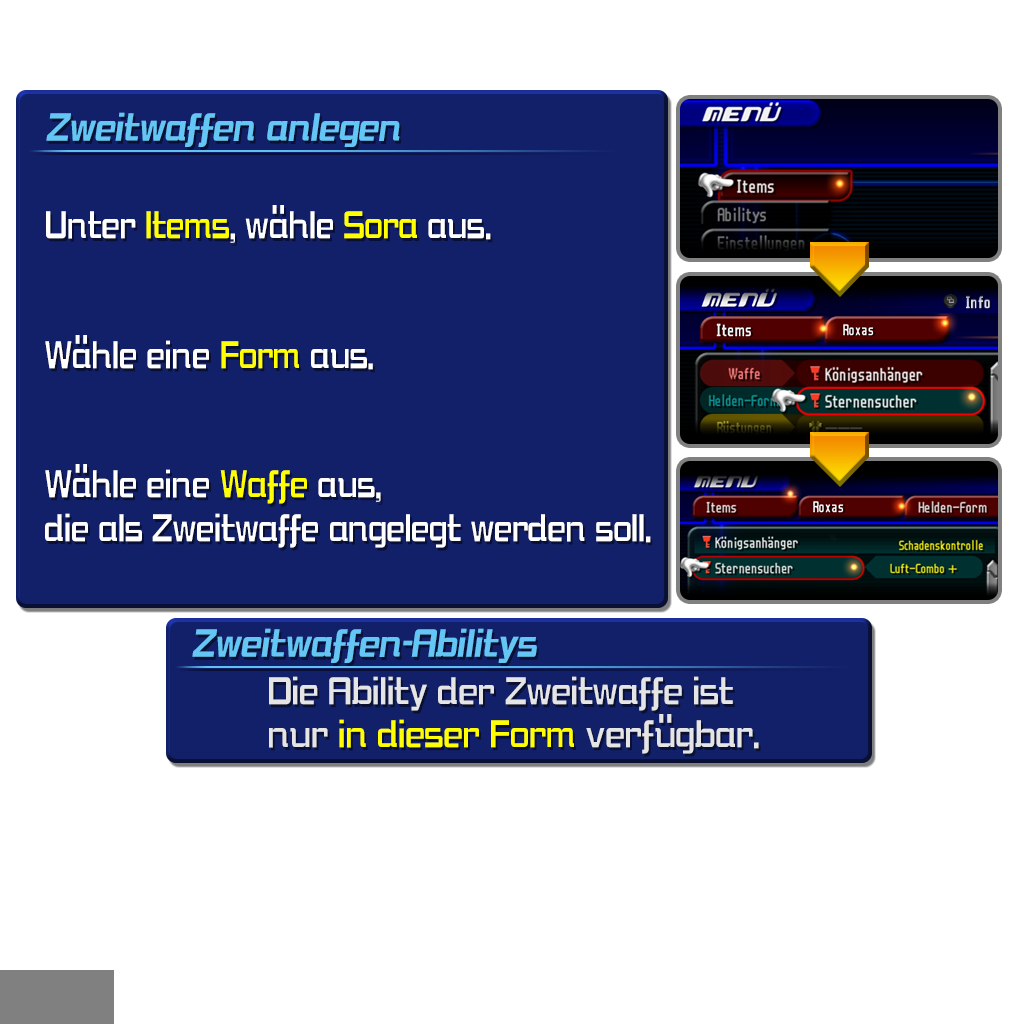 Zweitwaffen anlegen
Unter Items, wähle Sora aus.
Wähle eine Form aus.
Wähle eine Waffe aus,
die als Zweitwaffe angelegt werden soll.
MENÜ
Items
Abilitys
Einstellungen
MENÜ
Info
Items Roxas
Waffe Königsanhänger
Helden-Form Sternensucher
Rüstungen
MENÜ
Items Roxas Helden-Form
Königsanhänger Schadenskontrolle
Sternensucher Luft-Combo +
Zweitwaffen-Abilitys
Die Ability der Zweitwaffe ist
nur in dieser Form verfügbar.